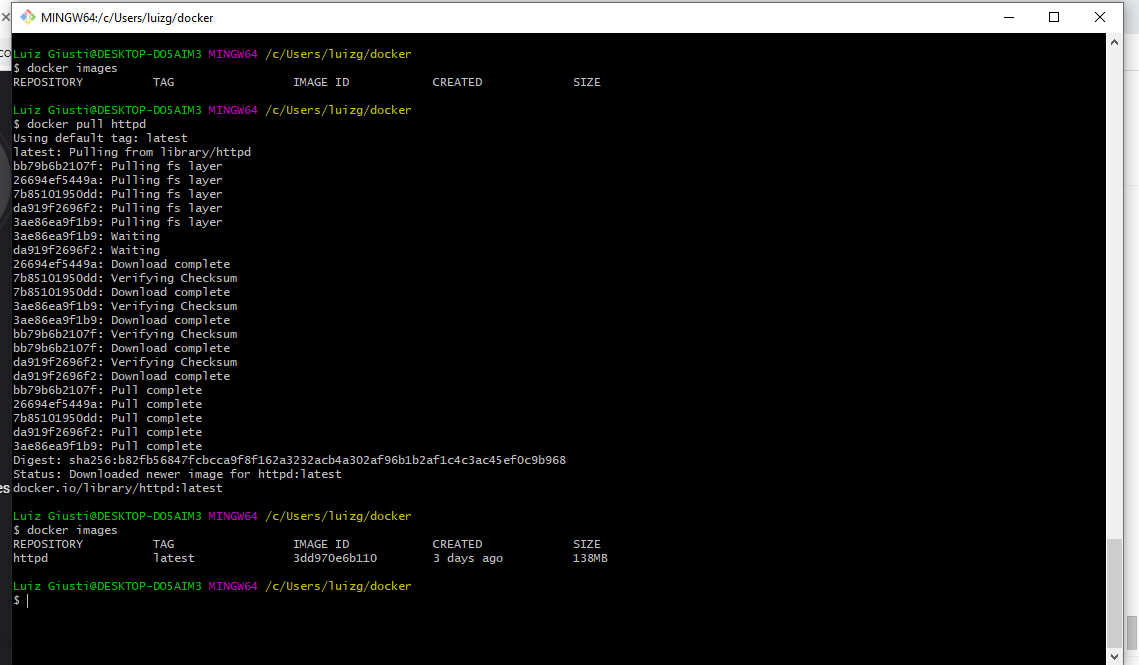 MINGW64:/c/Users/luizg/docker
Luiz Giusti@DESKTOP-DO5AIM3 MINGW64 /c/Users/luizg/docker
$ docker images
REPOSITORY TAG IMAGE ID CREATED SIZE
Luiz Giusti@DESKTOP-DO5AIM3 MINGW64 /c/Users/luizg/docker
$ docker pull httpd
Using default tag: latest
latest: Pulling from library/httpd
bb79b6b2107f: Pulling fs layer
26694ef5449a: Pulling fs layer
7b85101950dd: Pulling fs layer
da919f2696f2: Pulling fs layer
3ae86ea9f1b9: Pulling fs layer
3ae86ea9f1b9: Waiting
da919f2696f2: Waiting
26694ef5449a: Download complete
7b85101950dd: Verifying Checksum
7b85101950dd: Download complete
3ae86ea9f1b9: Verifying Checksum
3ae86ea9f1b9: Download complete
bb79b6b2107f: Verifying Checksum
bb79b6b2107f: Download complete
da919f2696f2: Verifying Checksum
da919f2696f2: Download complete
bb79b6b2107f: Pull complete
26694ef5449a: Pull complete
7b85101950dd: Pull complete
da919f2696f2: Pull complete
3ae86ea9f1b9: Pull complete
Digest: sha256:b82fb56847fcbcca9f8f162a3232acb4a302af96b1b2af1c4c3ac45ef0c9b968
Status: Downloaded newer image for httpd:latest
docker.io/library/httpd:latest
Luiz Giusti@DESKTOP-DO5AIM3 MINGW64 /c/Users/luizg/docker
$ docker images
REPOSITORY TAG IMAGE ID CREATED SIZE
httpd latest 3dd970e6b110 3 days ago 138MB
Luiz Giusti@DESKTOP-DO5AIM3 MINGW64 /c/Users/luizg/docker
$